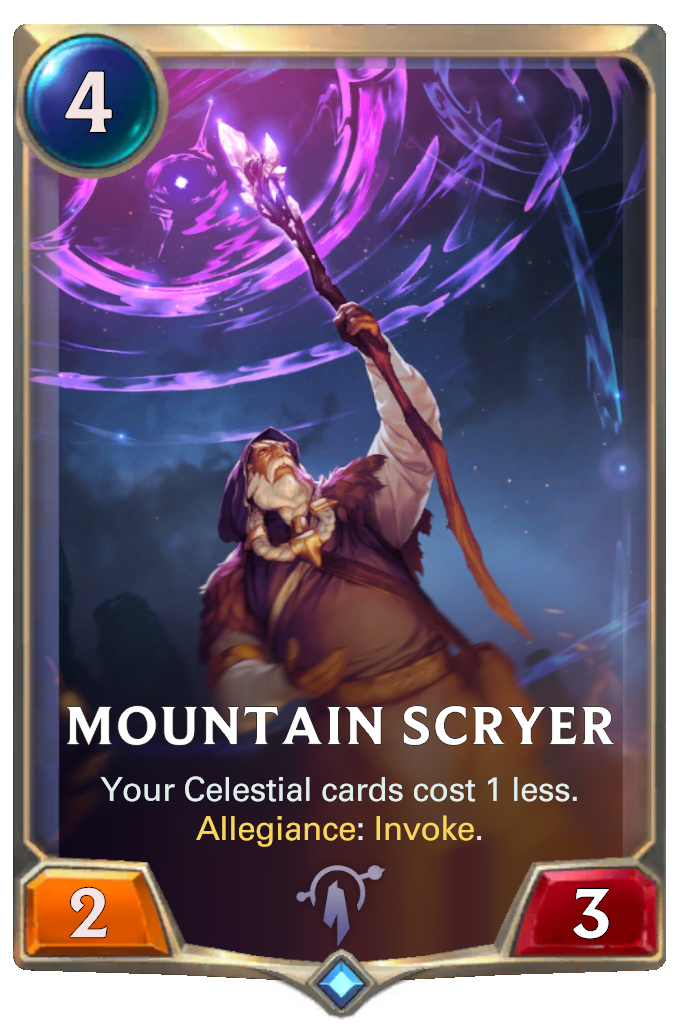 4
MOUNTAIN SCRYER
Your Celestial cards cost 1 less.
Allegiance: Invoke.
2
3